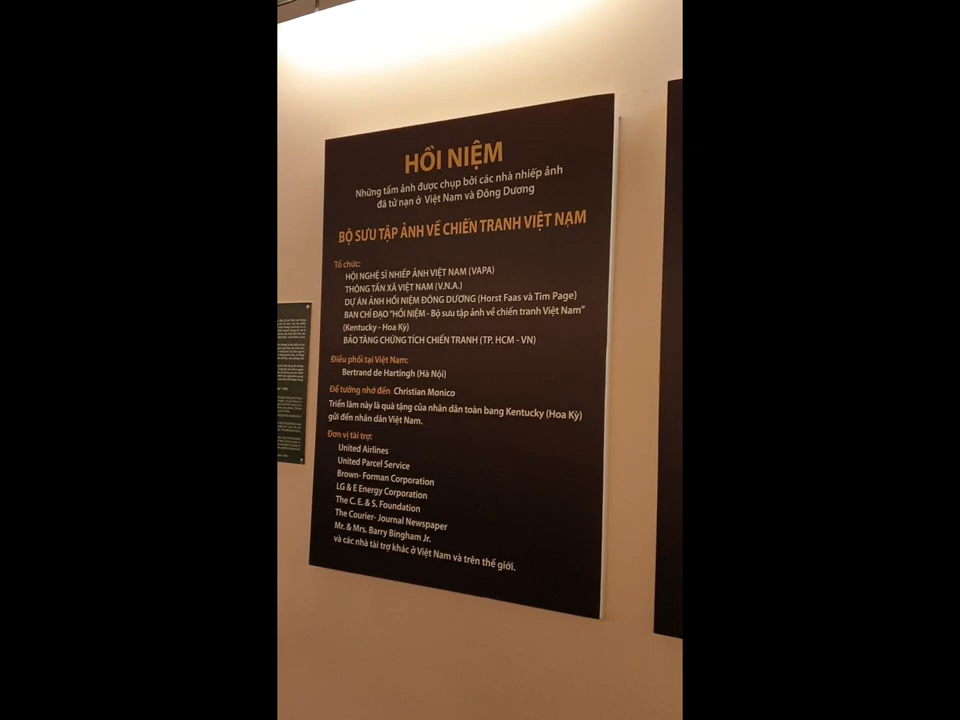 HỒI NIỆM
Những tấm ảnh được chụp bởi các nhà nhiếp ảnh
đã tử nạn ở Việt Nam và Đông Dương
BỘ SƯU TẬP ẢNH VỀ CHIẾN TRANH VIỆT NAM
Tổ chức:
HỘI NGHỆ SĨ NHIẾP ẢNH VIỆT NAM (VAPA)
THÔNG TẤN XÃ VIỆT NAM (V.N.A.)
DỰ ÁN ẢNH HỒI NIỆM ĐÔNG DƯƠNG (Horst Faas và Tim Page)
BAN CHỈ ĐẠO "HỒI NIỆM - Bộ sưu tập ảnh về chiến tranh Việt Nam"
(Kentucky - Hoa Kỳ)
BẢO TÀNG CHỨNG TÍCH CHIẾN TRANH (TP. HCM - VN)
Điều phối tại Việt Nam:
Bertrand de Hartingh (Hà Nội)
Để tưởng nhớ đến Christian Monico
Triển lãm này là quà tặng của nhân dân toàn bang Kentucky (Hoa Kỳ)
gửi đến nhân dân Việt Nam.
Đơn vị tài trợ:
United Airlines
United Parcel Service
Brown- Forman Corporation
LG & E Energy Corporation
The C. E. & S. Foundation
The Courier- Journal Newspaper
Mr. & Mrs. Barry Bingham Jr.
và các nhà tài trợ khác ở Việt Nam và trên thế giới.